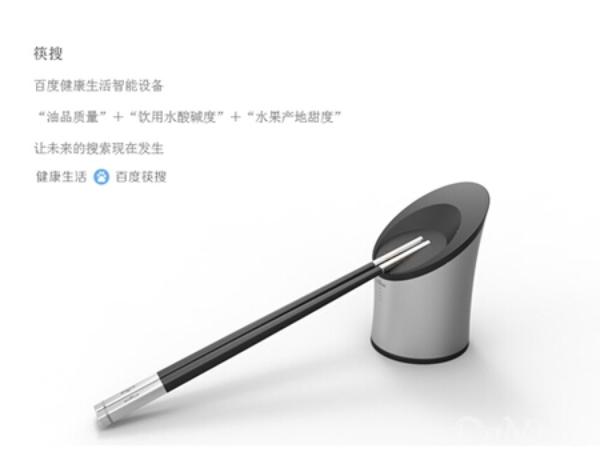 筷搜
百度健康生活智能设备
“油品质量”＋“饮用水酸碱度”＋“水果产地甜度”
让未来的搜索现在发生
健康生活 百度筷搜